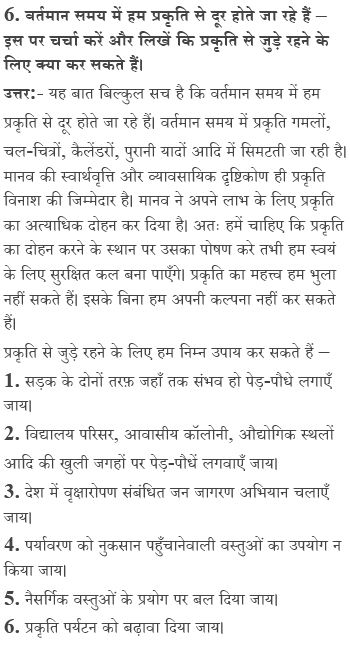 6. वर्तमान समय में हम प्रकृति से दूर होते जा रहे हैं –
इस पर चर्चा करें और लिखें कि प्रकृति से जुड़े रहने के
लिए क्या कर सकते हैं।
उत्तर:- यह बात बिल्कुल सच है कि वर्तमान समय में हम
प्रकृति से दूर होते जा रहे हैं। वर्तमान समय में प्रकृति गमलों,
चल-चित्रों, कैलेंडरों, पुरानी यादों आदि में सिमटती जा रही है।
मानव की स्वार्थवृत्ति और व्यावसायिक दृष्टिकोण ही प्रकृति
विनाश की जिम्मेदार है। मानव ने अपने लाभ के लिए प्रकृति
का अत्याधिक दोहन कर दिया है। अतः हमें चाहिए कि प्रकृति
का दोहन करने के स्थान पर उसका पोषण करे तभी हम स्वयं
के लिए सुरक्षित कल बना पाएँगे। प्रकृति का महत्त्व हम भुला
नहीं सकते हैं। इसके बिना हम अपनी कल्पना नहीं कर सकते
हैं।
प्रकृति से जुड़े रहने के लिए हम निम्न उपाय कर सकते हैं –
1. सड़क के दोनों तरफ़ जहाँ तक संभव हो पेड़-पौधे लगाएँ
जाय।
2. विद्यालय परिसर, आवासीय कॉलोनी, औद्योगिक स्थलों
आदि की खुली जगहों पर पेड़-पौधें लगवाएँ जाय।
3. देश में वृक्षारोपण संबंधित जन जागरण अभियान चलाएँ
जाय।
4. पर्यावरण को नुकसान पहुँचानेवाली वस्तुओं का उपयोग न
किया जाय।
5. नैसर्गिक वस्तुओं के प्रयोग पर बल दिया जाय।
6. प्रकृति पर्यटन को बढ़ावा दिया जाय।